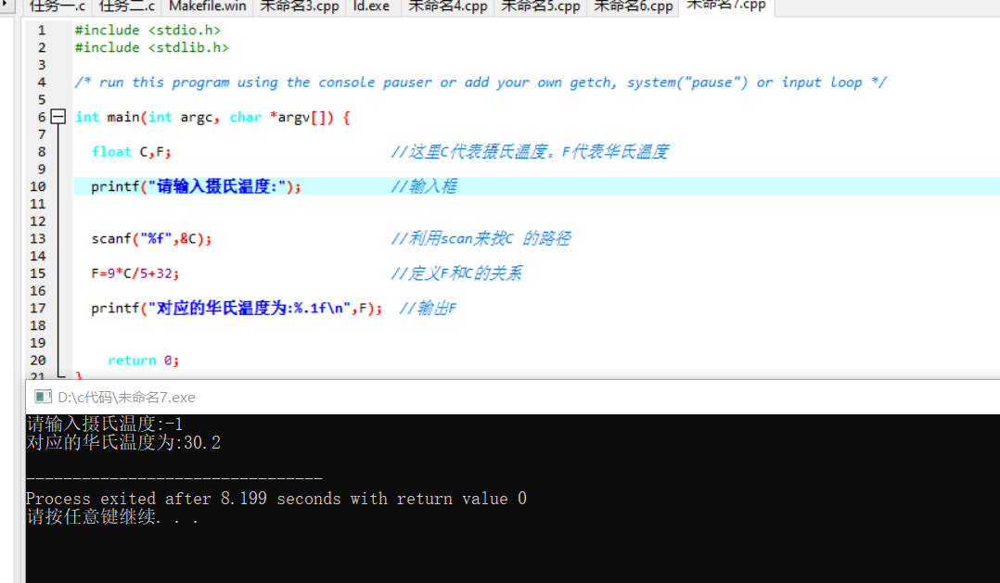 任务一.c 任务二.c Makefile.win 未命名3.cpp ld.exe 未命名4.cpp 未命名5.cpp 未命名6.cpp 未命名7.cpp
1 #include <stdio.h>
2 #include <stdlib.h>
3
4 /* run this program using the console pauser or add your own getch, system("pause") or input loop */
5
6 int main(int argc, char *argv[]) {
7
8 float C,F; //这里C代表摄氏温度。F代表华氏温度
9
10 printf("请输入摄氏温度:"); //输入框
11
12
13 scanf("%f",&C); //利用scan来找C 的路径
14
15 F=9*C/5+32; //定义F和C的关系
16
17 printf("对应的华氏温度为:%.1f\n",F); //输出F
18
19
20 return 0;
21 }
D:\c代码\未命名7.exe
请输入摄氏温度:-1
对应的华氏温度为:30.2
--------------------------------
Process exited after 8.199 seconds with return value 0
请按任意键继续. . .